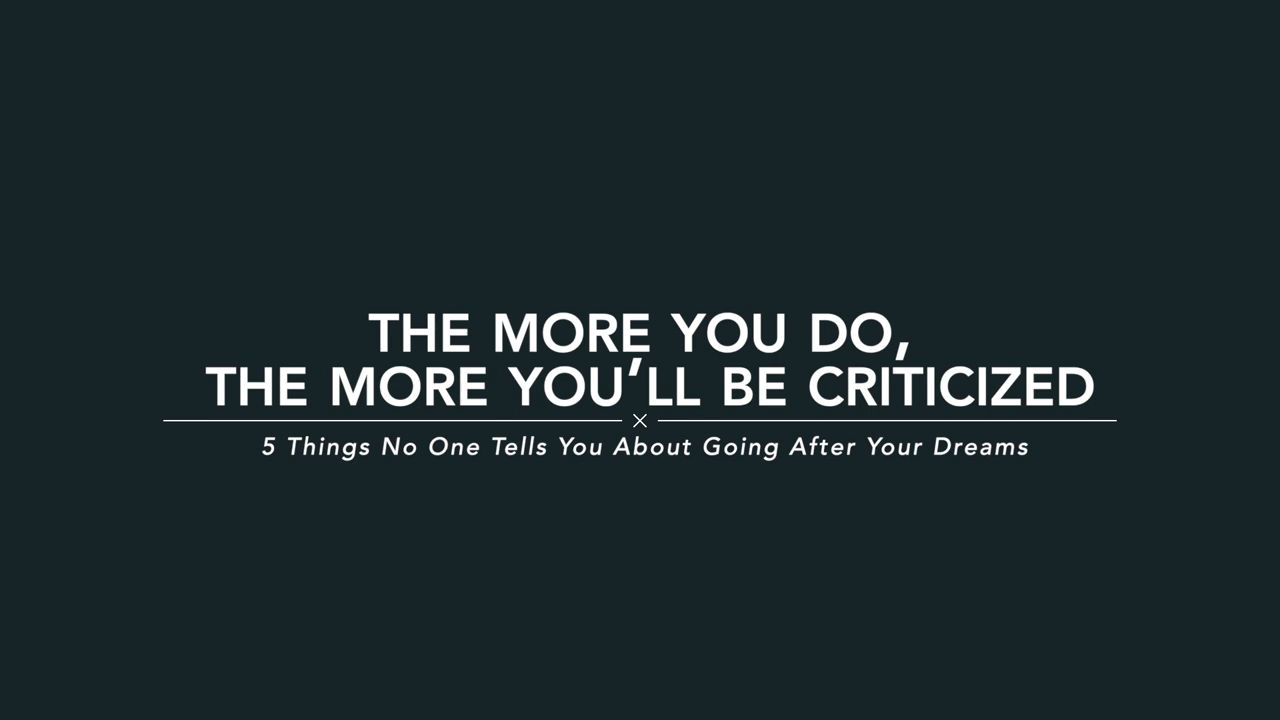 THE MORE YOU DO,
THE MORE YOU’LL BE CRITICIZED
5 Things No One Tells You About Going After Your Dreams